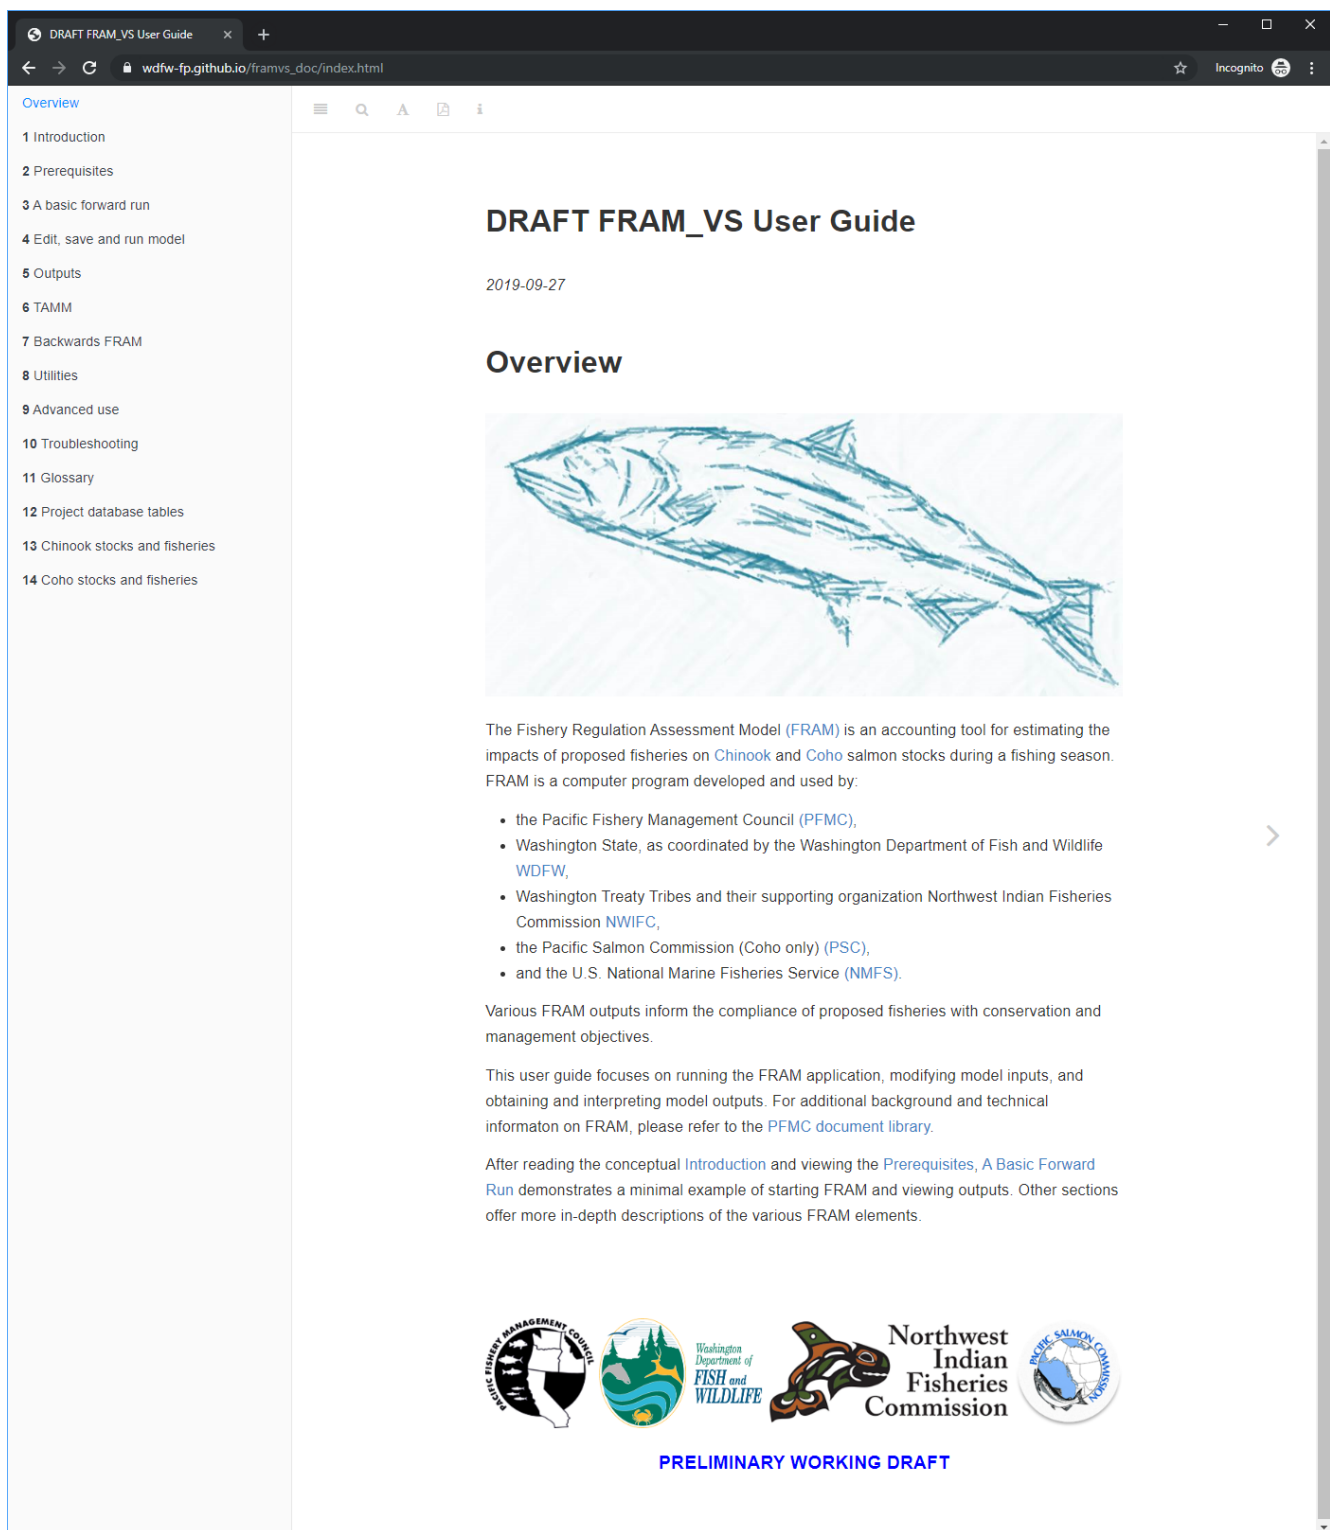 DRAFT FRAM_VS User Guide
wdfw-fp.github.io/framvs_doc/index.html
Incognito
Overview
1 Introduction
2 Prerequisites
3 A basic forward run
4 Edit, save and run model
5 Outputs
6 TAMM
7 Backwards FRAM
8 Utilities
9 Advanced use
10 Troubleshooting
11 Glossary
12 Project database tables
13 Chinook stocks and fisheries
14 Coho stocks and fisheries
DRAFT FRAM_VS User Guide
2019-09-27
Overview
The Fishery Regulation Assessment Model (FRAM) is an accounting tool for estimating the
impacts of proposed fisheries on Chinook and Coho salmon stocks during a fishing season.
FRAM is a computer program developed and used by:
• the Pacific Fishery Management Council (PFMC),
• Washington State, as coordinated by the Washington Department of Fish and Wildlife
WDFW,
• Washington Treaty Tribes and their supporting organization Northwest Indian Fisheries
Commission NWIFC,
• the Pacific Salmon Commission (Coho only) (PSC),
• and the U.S. National Marine Fisheries Service (NMFS).
Various FRAM outputs inform the compliance of proposed fisheries with conservation and
management objectives.
This user guide focuses on running the FRAM application, modifying model inputs, and
obtaining and interpreting model outputs. For additional background and technical
informaton on FRAM, please refer to the PFMC document library.
After reading the conceptual Introduction and viewing the Prerequisites, A Basic Forward
Run demonstrates a minimal example of starting FRAM and viewing outputs. Other sections
offer more in-depth descriptions of the various FRAM elements.
PACIFIC FISHERY MANAGEMENT COUNCIL
Washington
Department of
FISH and
WILDLIFE
Northwest
Indian
Fisheries
Commission
PACIFIC SALMON COMMISSION
PRELIMINARY WORKING DRAFT